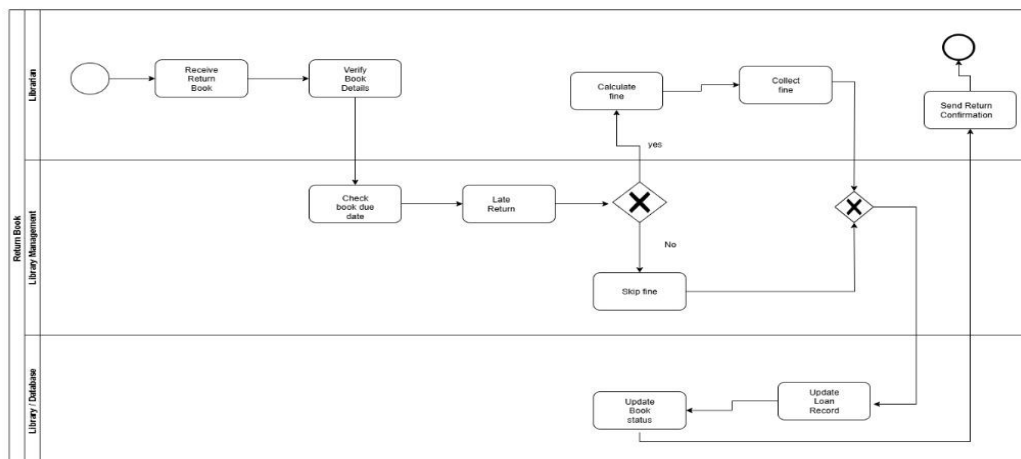 Return Book
Librarian
Receive
Return
Book
Verify
Book
Details
Calculate
fine
Collect
fine
Send Return
Confirmation
yes
Library Management
Check
book due
date
Late
Return
No
Skip fine
Library / Database
Update
Book
status
Update
Loan
Record